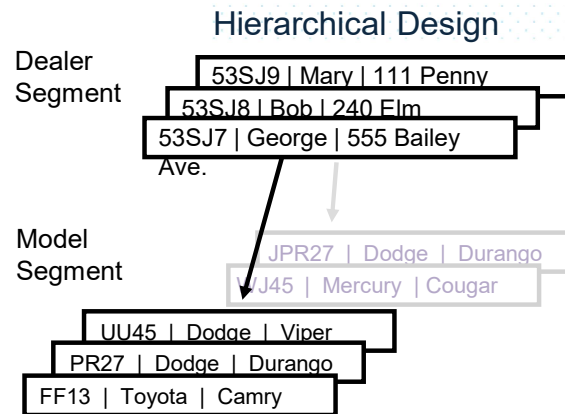 Hierarchical Design
Dealer
Segment
53SJ9 | Mary | 111 Penny
53SJ8 | Bob | 240 Elm
53SJ7 | George | 555 Bailey
Ave.
Model
Segment
JPR27 | Dodge | Durango
WJ45 | Mercury | Cougar
UU45 | Dodge | Viper
PR27 | Dodge | Durango
FF13 | Toyota | Camry